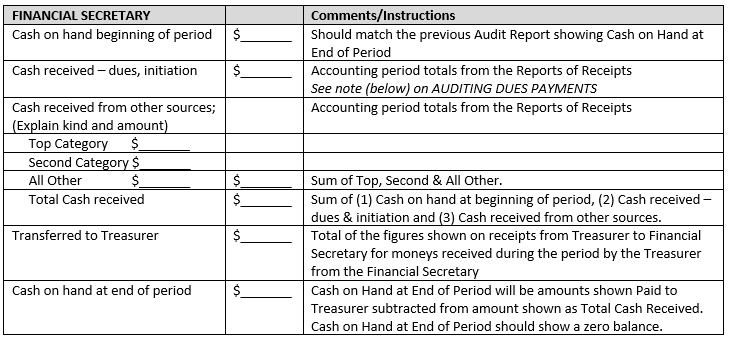 FINANCIAL SECRETARY Comments/Instructions
Cash on hand beginning of period $_______ Should match the previous Audit Report showing Cash on Hand at
End of Period
Cash received – dues, initiation $_______ Accounting period totals from the Reports of Receipts
See note (below) on AUDITING DUES PAYMENTS
Cash received from other sources; Accounting period totals from the Reports of Receipts
(Explain kind and amount)
Top Category $_______
Second Category $_______
All Other $_______ $_______ Sum of Top, Second & All Other.
Total Cash received $_______ Sum of (1) Cash on hand at beginning of period, (2) Cash received –
dues & initiation and (3) Cash received from other sources.
Transferred to Treasurer $_______ Total of the figures shown on receipts from Treasurer to Financial
Secretary for moneys received during the period by the Treasurer
from the Financial Secretary
Cash on hand at end of period $_______ Cash on Hand at End of Period will be amounts shown Paid to
Treasurer subtracted from amount shown as Total Cash Received.
Cash on Hand at End of Period should show a zero balance.